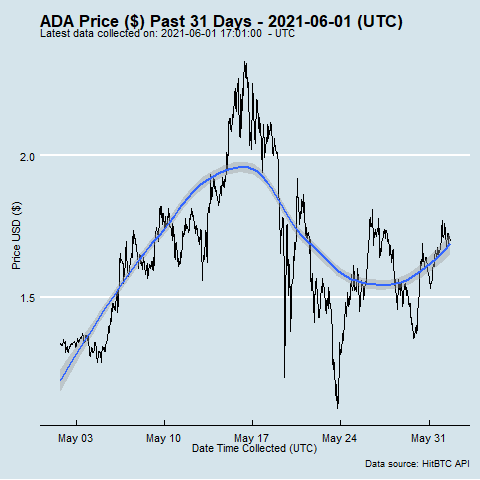 ADA Price ($) Past 31 Days - 2021-06-01 (UTC)
Latest data collected on: 2021-06-01 17:01:00  - UTC
2.0
Price USD ($)
1.5
May 03 May 10 May 17 May 24 May 31
Date Time Collected (UTC)
Data source: HitBTC API